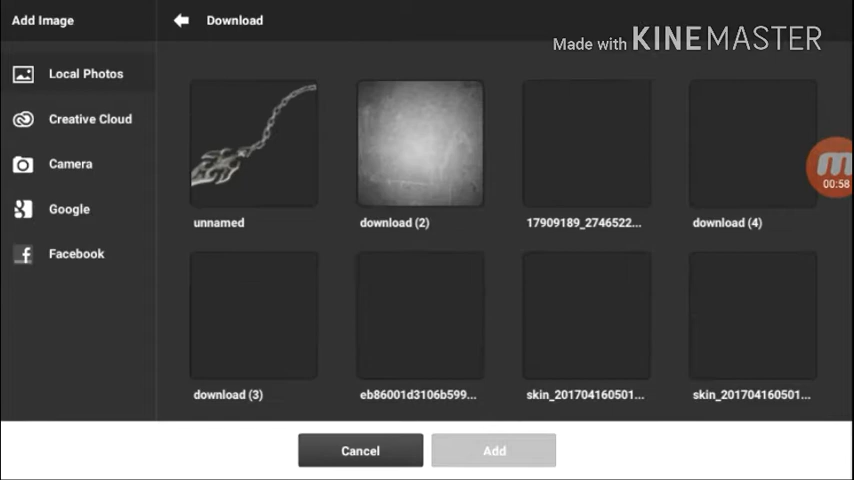 Add Image
Download
Made with KINEMASTER
Local Photos
Creative Cloud
Camera
Google
Facebook
00:58
unnamed
download (2)
17909189_2746522...
download (4)
download (3)
eb86001d3106b599...
skin_201704160501...
skin_201704160501...
Cancel
Add